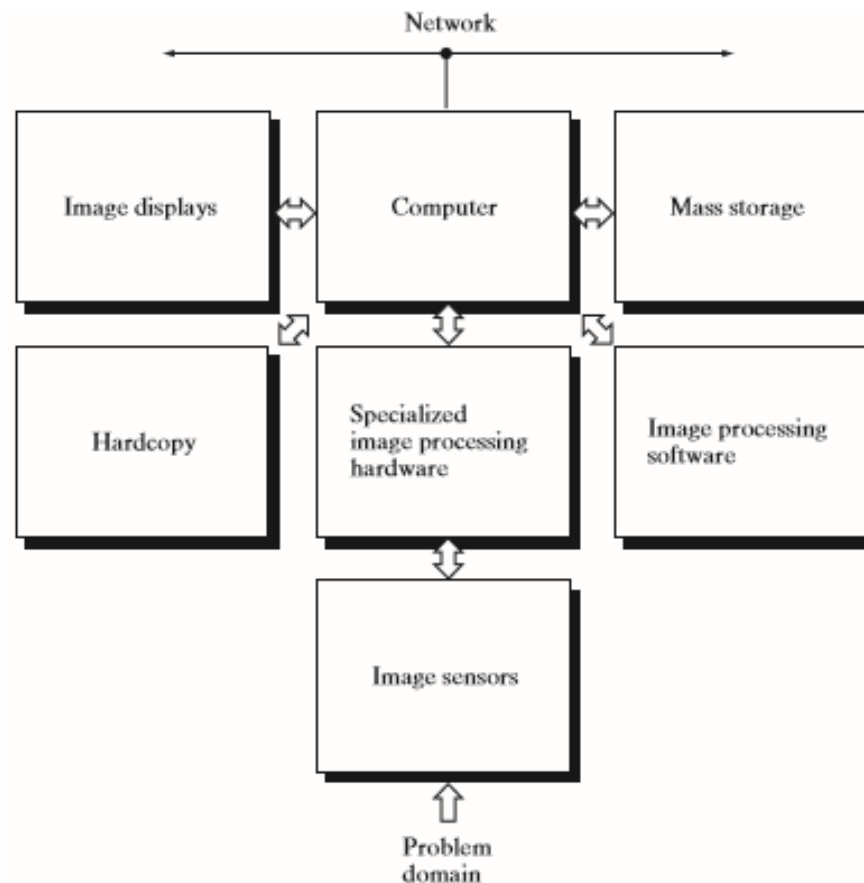 Network
Image displays
Computer
Mass storage
Hardcopy
Specialized
image processing
hardware
Image processing
software
Image sensors
Problem
domain